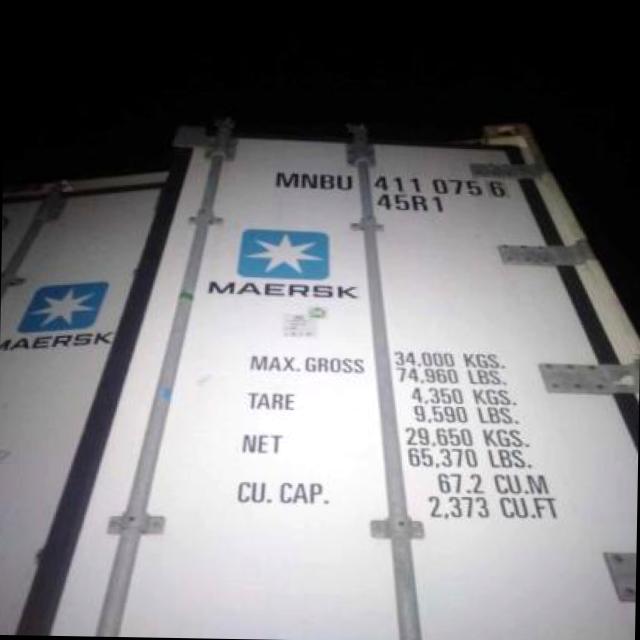 MNBU 411 075 6
45R1
MAERSK
MAERSK
MAX. GROSS 34,000 KGS.
74,960 LBS.
TARE 4,350 KGS.
9,590 LBS.
NET 29,650 KGS.
65,370 LBS.
CU. CAP. 67.2 CU.M
2,373 CU.FT